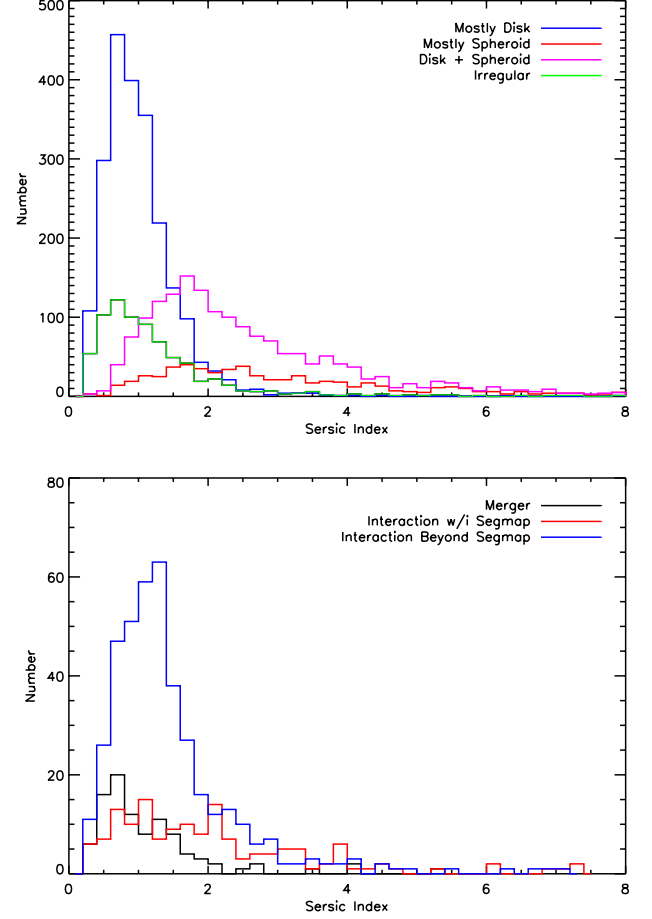 500
400
300
200
100
0
Number
Mostly Disk
Mostly Spheroid
Disk + Spheroid
Irregular
0 2 4 6 8
Sersic Index
80
60
40
20
0
Number
Merger
Interaction w/i Segmap
Interaction Beyond Segmap
0 2 4 6 8
Sersic Index